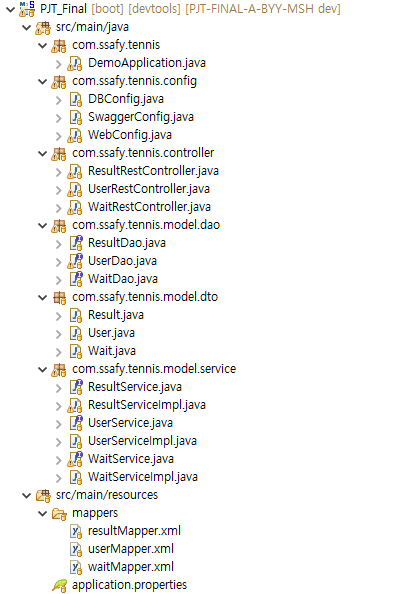 PJT_Final [boot] [devtools] [PJT-FINAL-A-BYY-MSH dev]
src/main/java
com.ssafy.tennis
DemoApplication.java
com.ssafy.tennis.config
DBConfig.java
SwaggerConfig.java
WebConfig.java
com.ssafy.tennis.controller
ResultRestController.java
UserRestController.java
WaitRestController.java
com.ssafy.tennis.model.dao
ResultDao.java
UserDao.java
WaitDao.java
com.ssafy.tennis.model.dto
Result.java
User.java
Wait.java
com.ssafy.tennis.model.service
ResultService.java
ResultServiceImpl.java
UserService.java
UserServiceImpl.java
WaitService.java
WaitServiceImpl.java
src/main/resources
mappers
resultMapper.xml
userMapper.xml
waitMapper.xml
application.properties